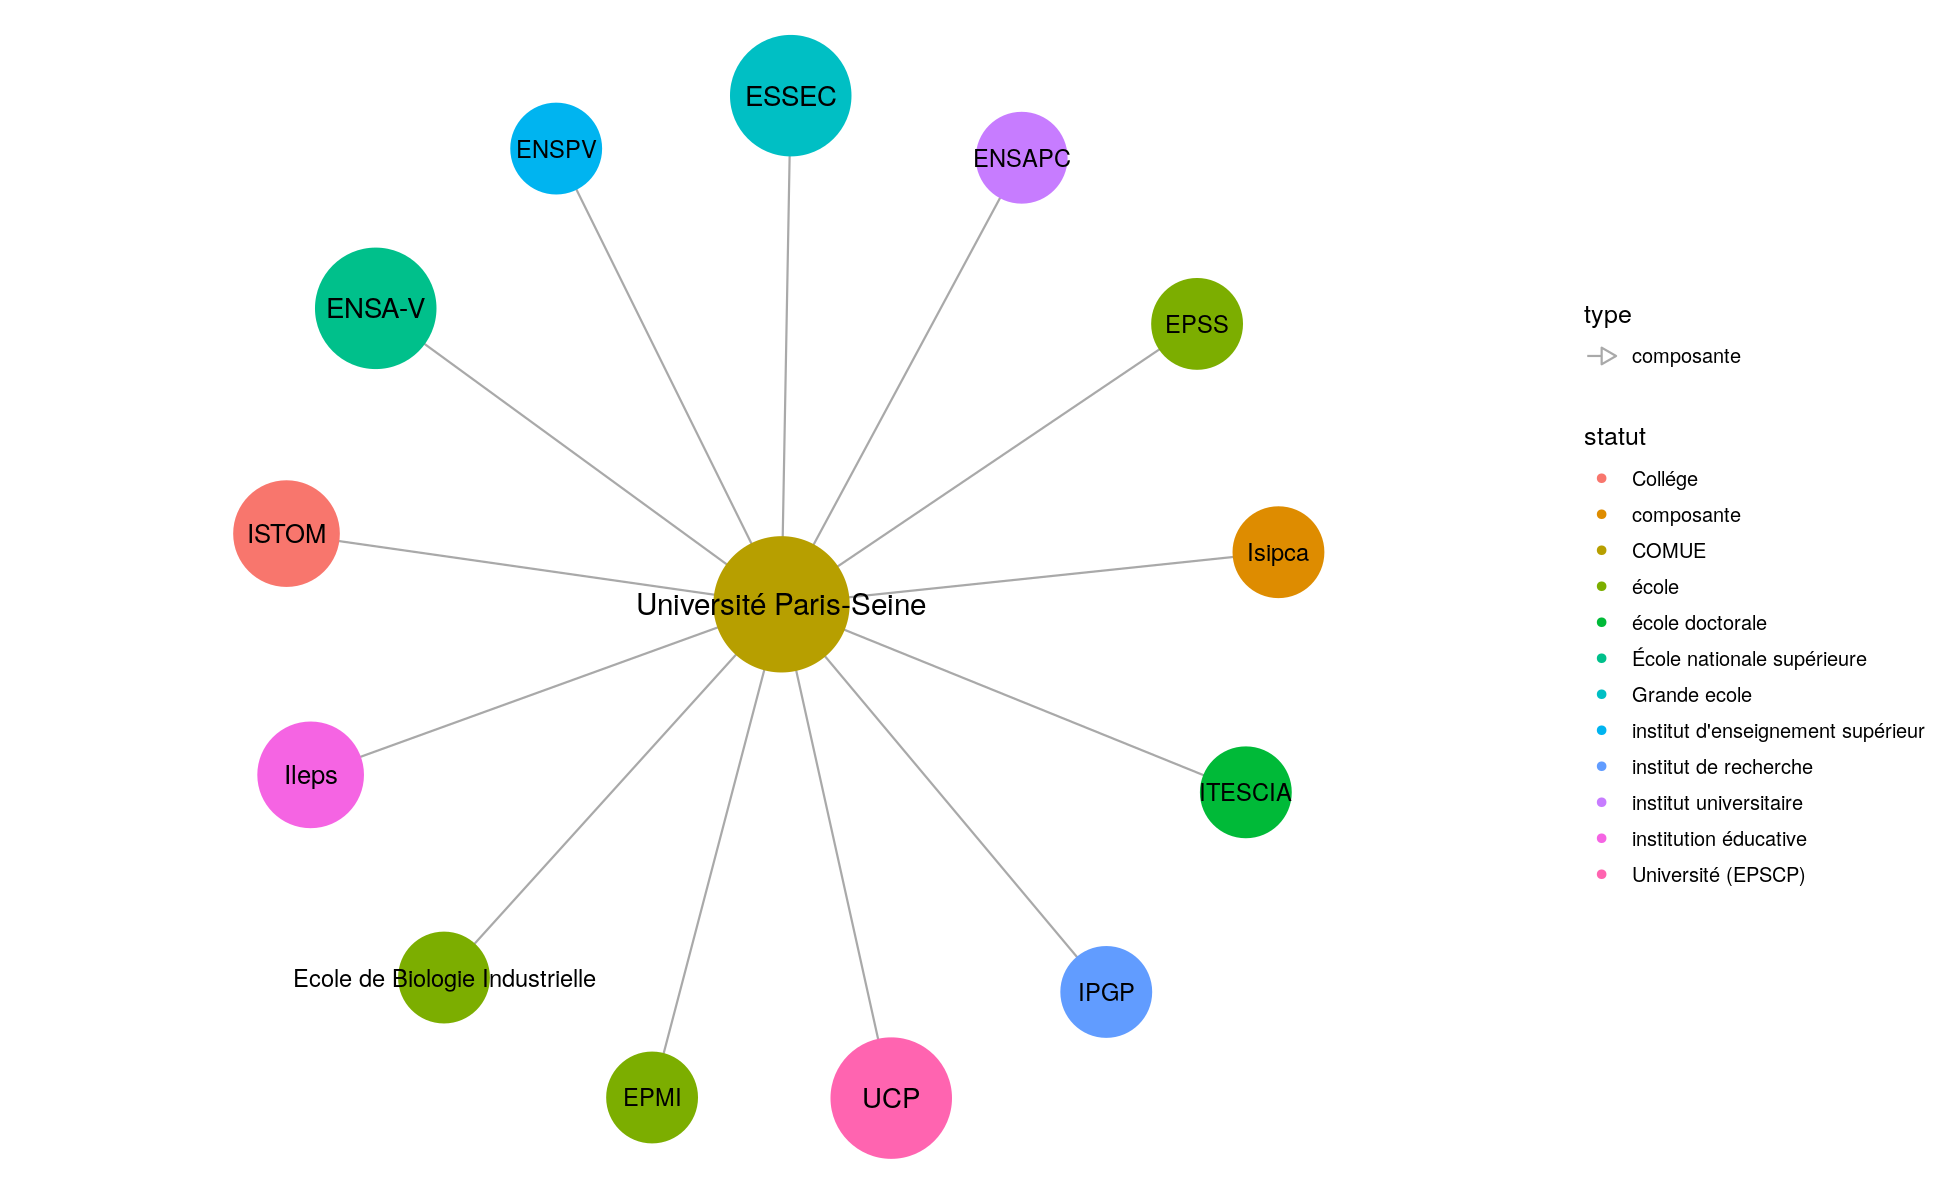 ESSEC
ENSPV
ENSAPC
ENSA-V
EPSS
ISTOM
Isipca
Université Paris-Seine
Ileps
ITESCIA
Ecole de Biologie Industrielle
IPGP
EPMI
UCP
type
composante
statut
Collége
composante
COMUE
école
école doctorale
École nationale supérieure
Grande ecole
institut d'enseignement supérieur
institut de recherche
institut universitaire
institution éducative
Université (EPSCP)